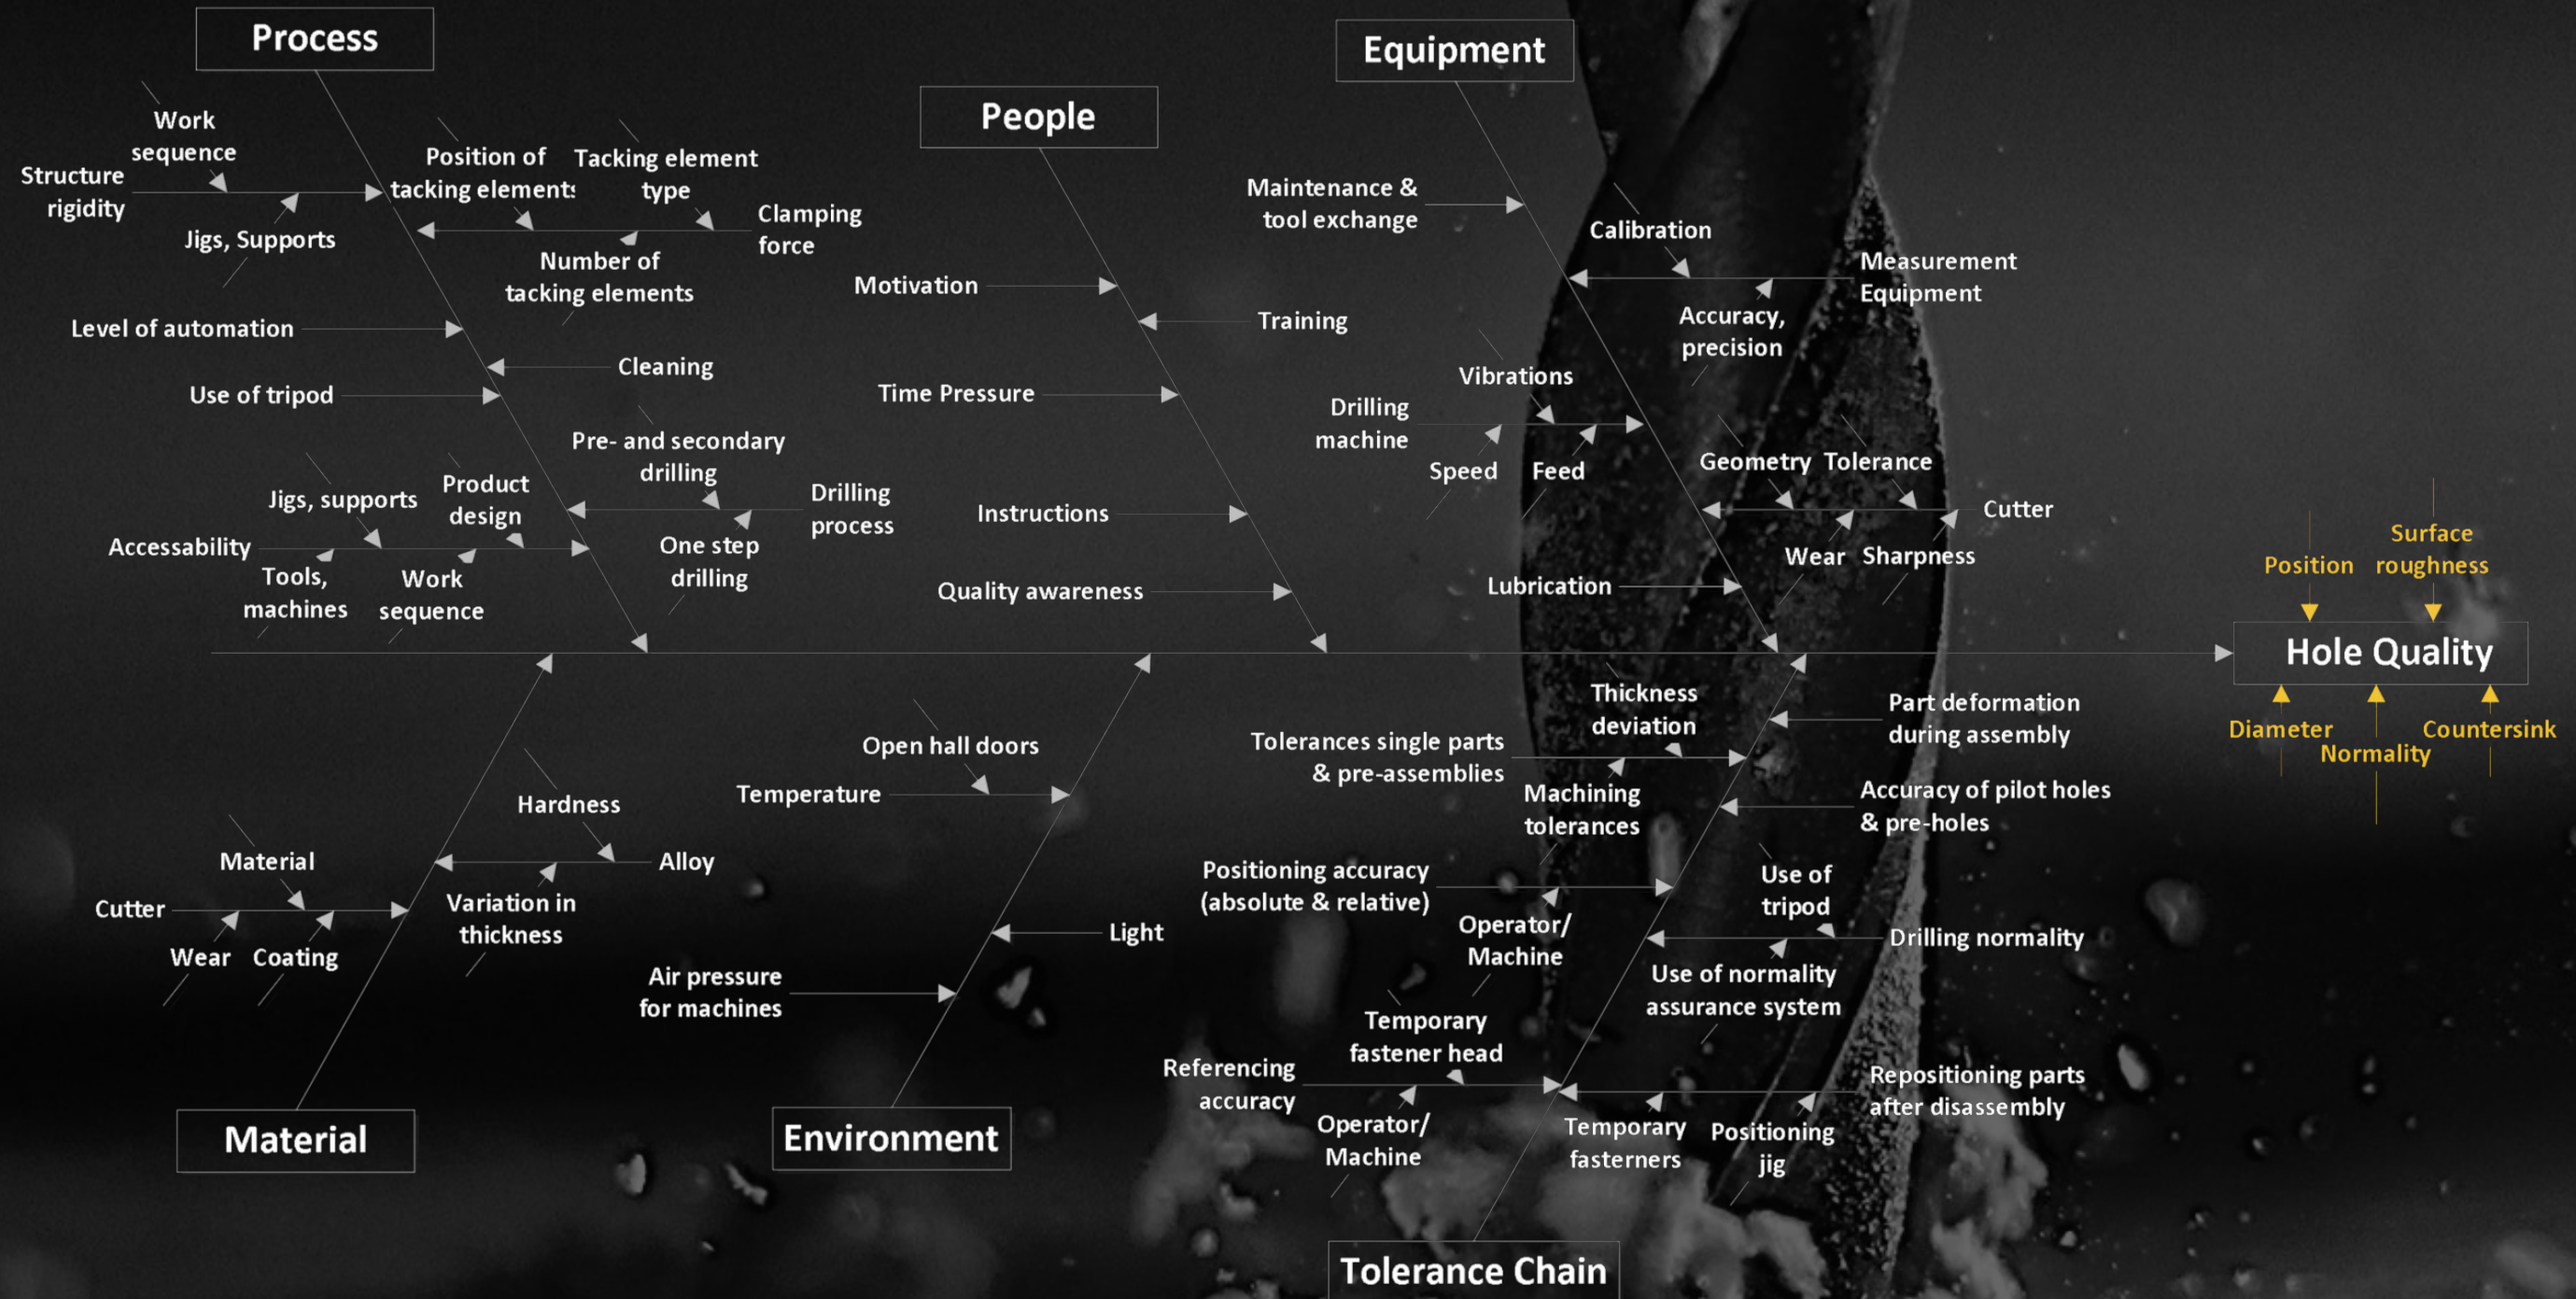 Process
Work
sequence
Structure
rigidity
Jigs, Supports
Position of
tacking elements
Tacking element
type
Clamping
force
Number of
tacking elements
Level of automation
Cleaning
Use of tripod
Pre- and secondary
drilling
Drilling
process
One step
drilling
Jigs, supports
Product
design
Accessability
Tools,
machines
Work
sequence
People
Motivation
Training
Time Pressure
Instructions
Quality awareness
Equipment
Maintenance &
tool exchange
Calibration
Measurement
Equipment
Accuracy,
precision
Vibrations
Drilling
machine
Speed
Feed
Geometry
Tolerance
Cutter
Wear
Sharpness
Lubrication
Position
Surface
roughness
Hole Quality
Diameter
Normality
Countersink
Hardness
Alloy
Variation in
thickness
Material
Cutter
Wear
Coating
Material
Open hall doors
Temperature
Light
Air pressure
for machines
Environment
Thickness
deviation
Part deformation
during assembly
Tolerances single parts
& pre-assemblies
Machining
tolerances
Accuracy of pilot holes
& pre-holes
Positioning accuracy
(absolute & relative)
Operator/
Machine
Use of
tripod
Drilling normality
Use of normality
assurance system
Temporary
fastener head
Referencing
accuracy
Operator/
Machine
Repositioning parts
after disassembly
Temporary
fasterners
Positioning
jig
Tolerance Chain